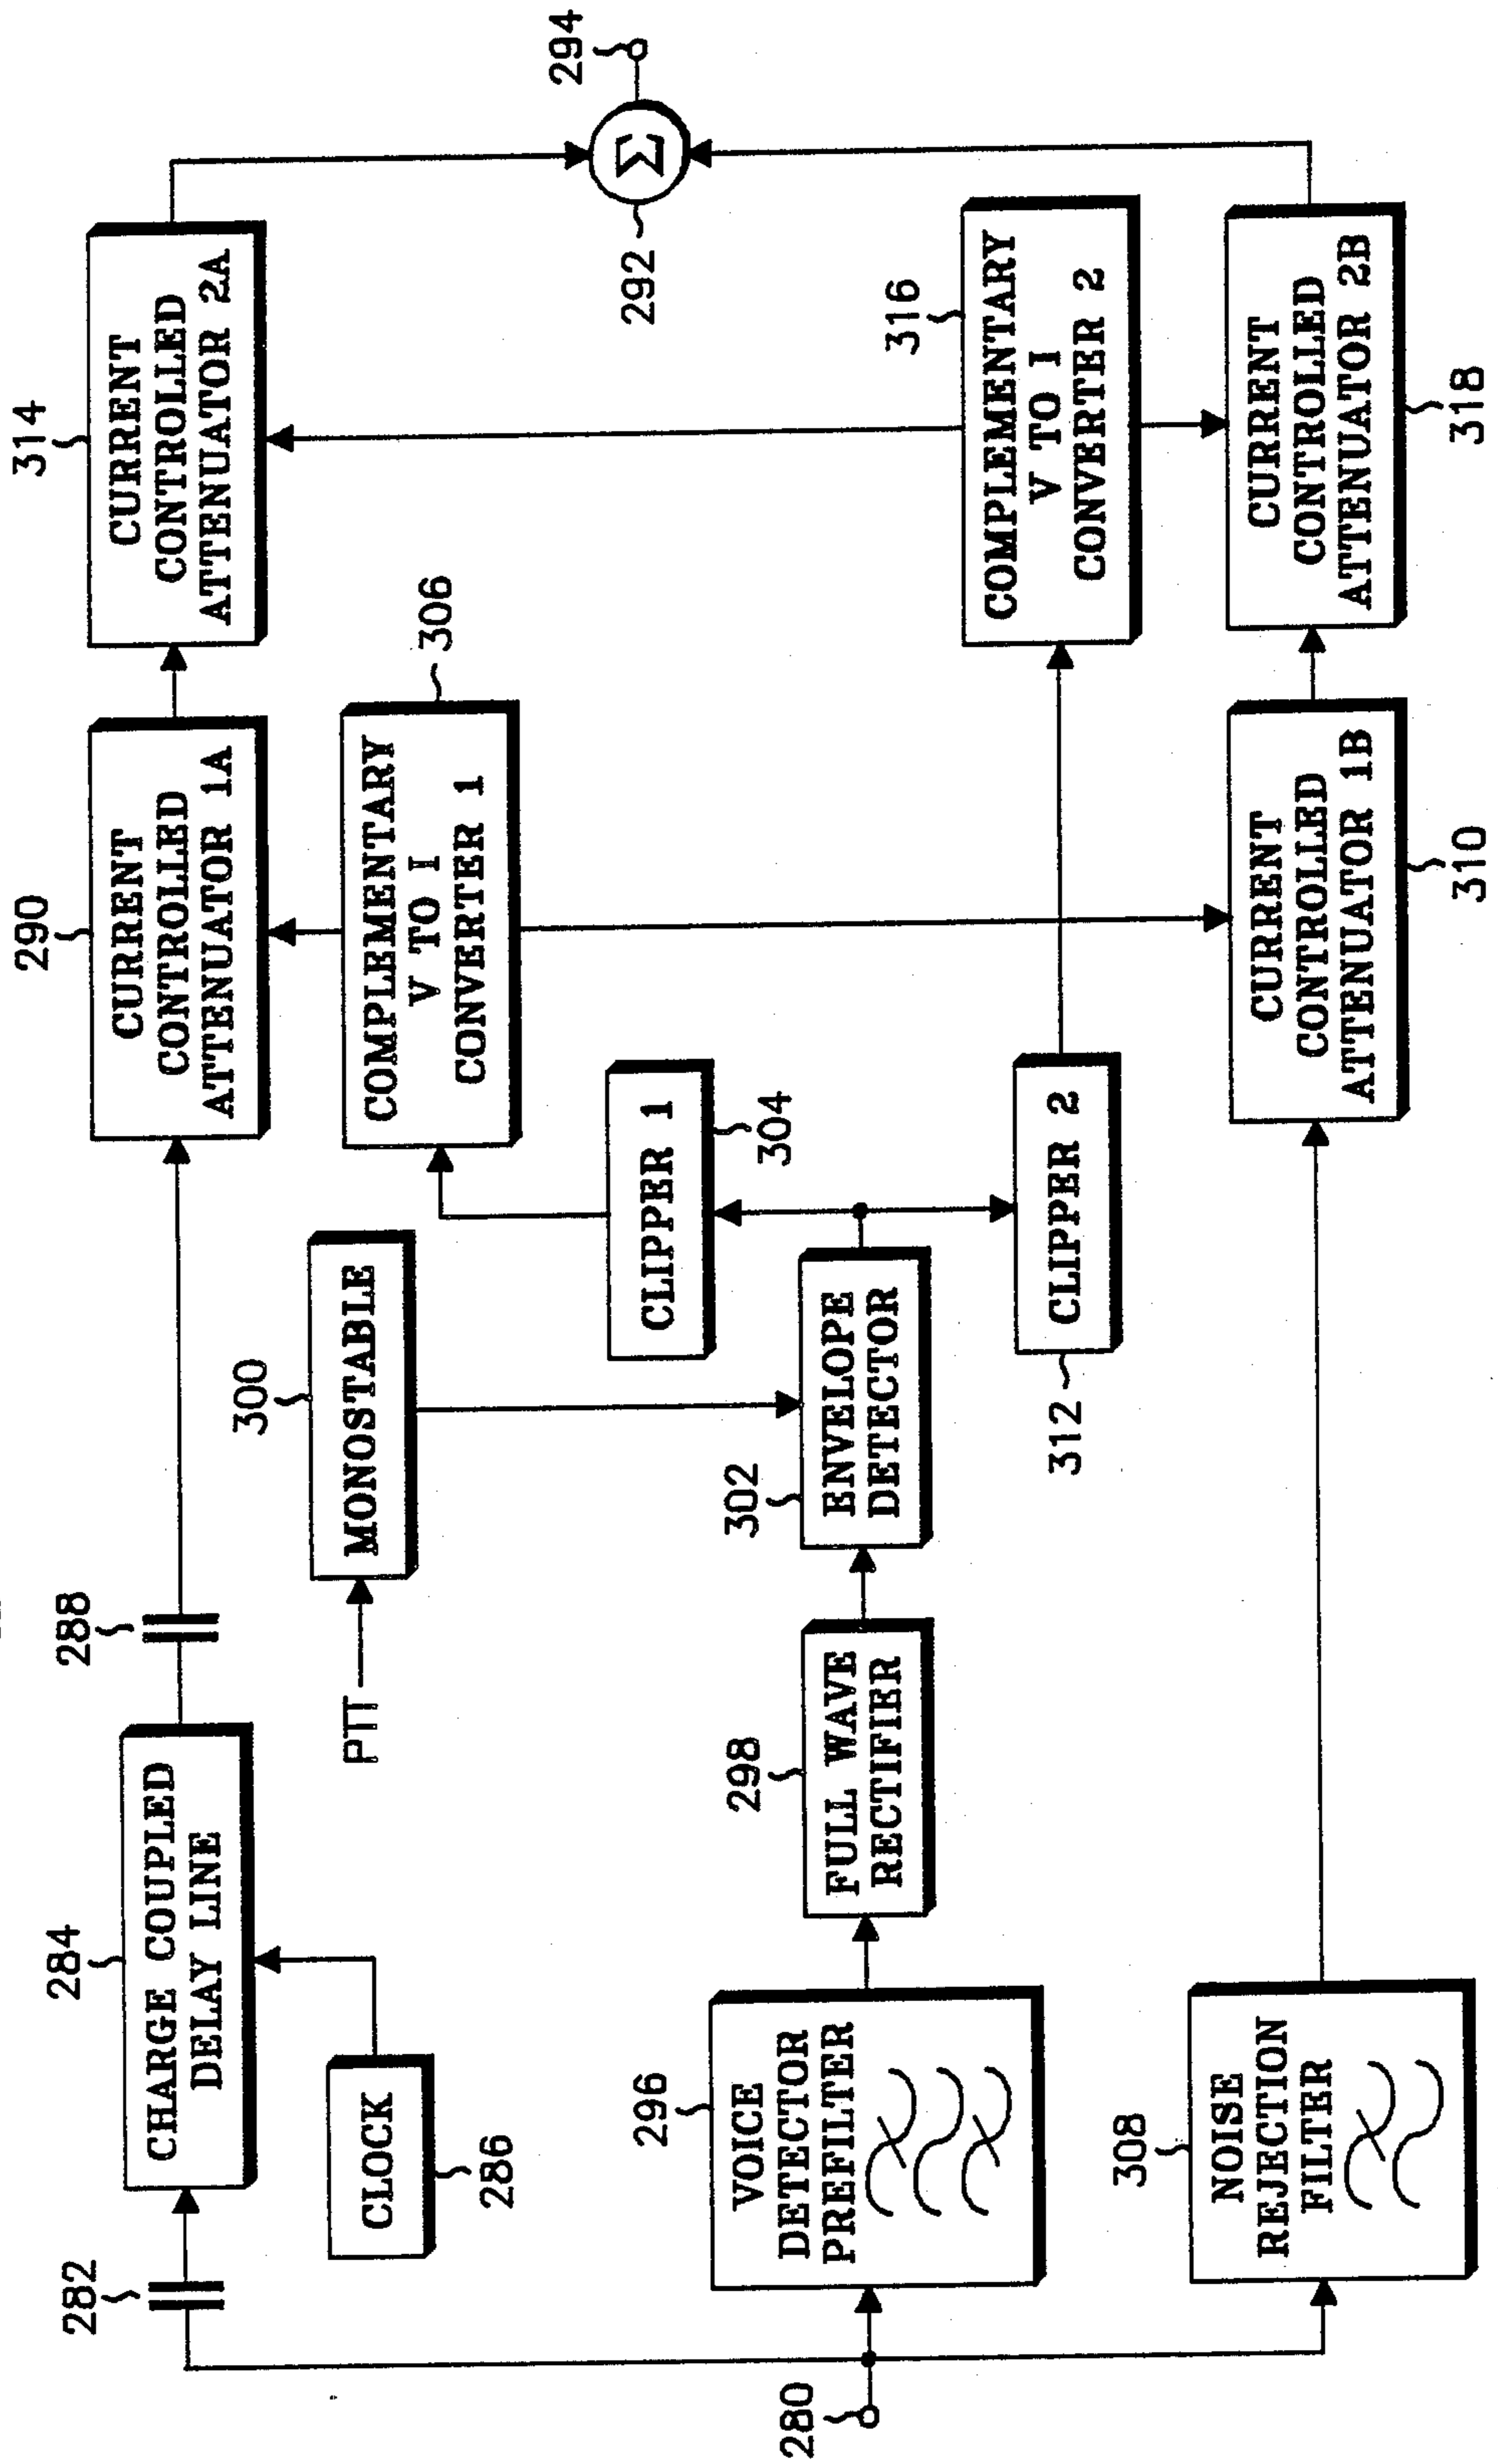 282
284
CHARGE COUPLED
DELAY LINE
288
290
CURRENT
CONTROLLED
ATTENUATOR 1A
314
CURRENT
CONTROLLED
ATTENUATOR 2A
CLOCK
286
PTT
300
MONOSTABLE
COMPLEMENTARY
V TO I
CONVERTER 1
306
294
Σ
292
CLIPPER 1
304
280
296
VOICE
DETECTOR
PREFILTER
298
FULL WAVE
RECTIFIER
302
ENVELOPE
DETECTOR
312
CLIPPER 2
316
COMPLEMENTARY
V TO I
CONVERTER 2
308
NOISE
REJECTION
FILTER
CURRENT
CONTROLLED
ATTENUATOR 1B
310
CURRENT
CONTROLLED
ATTENUATOR 2B
318